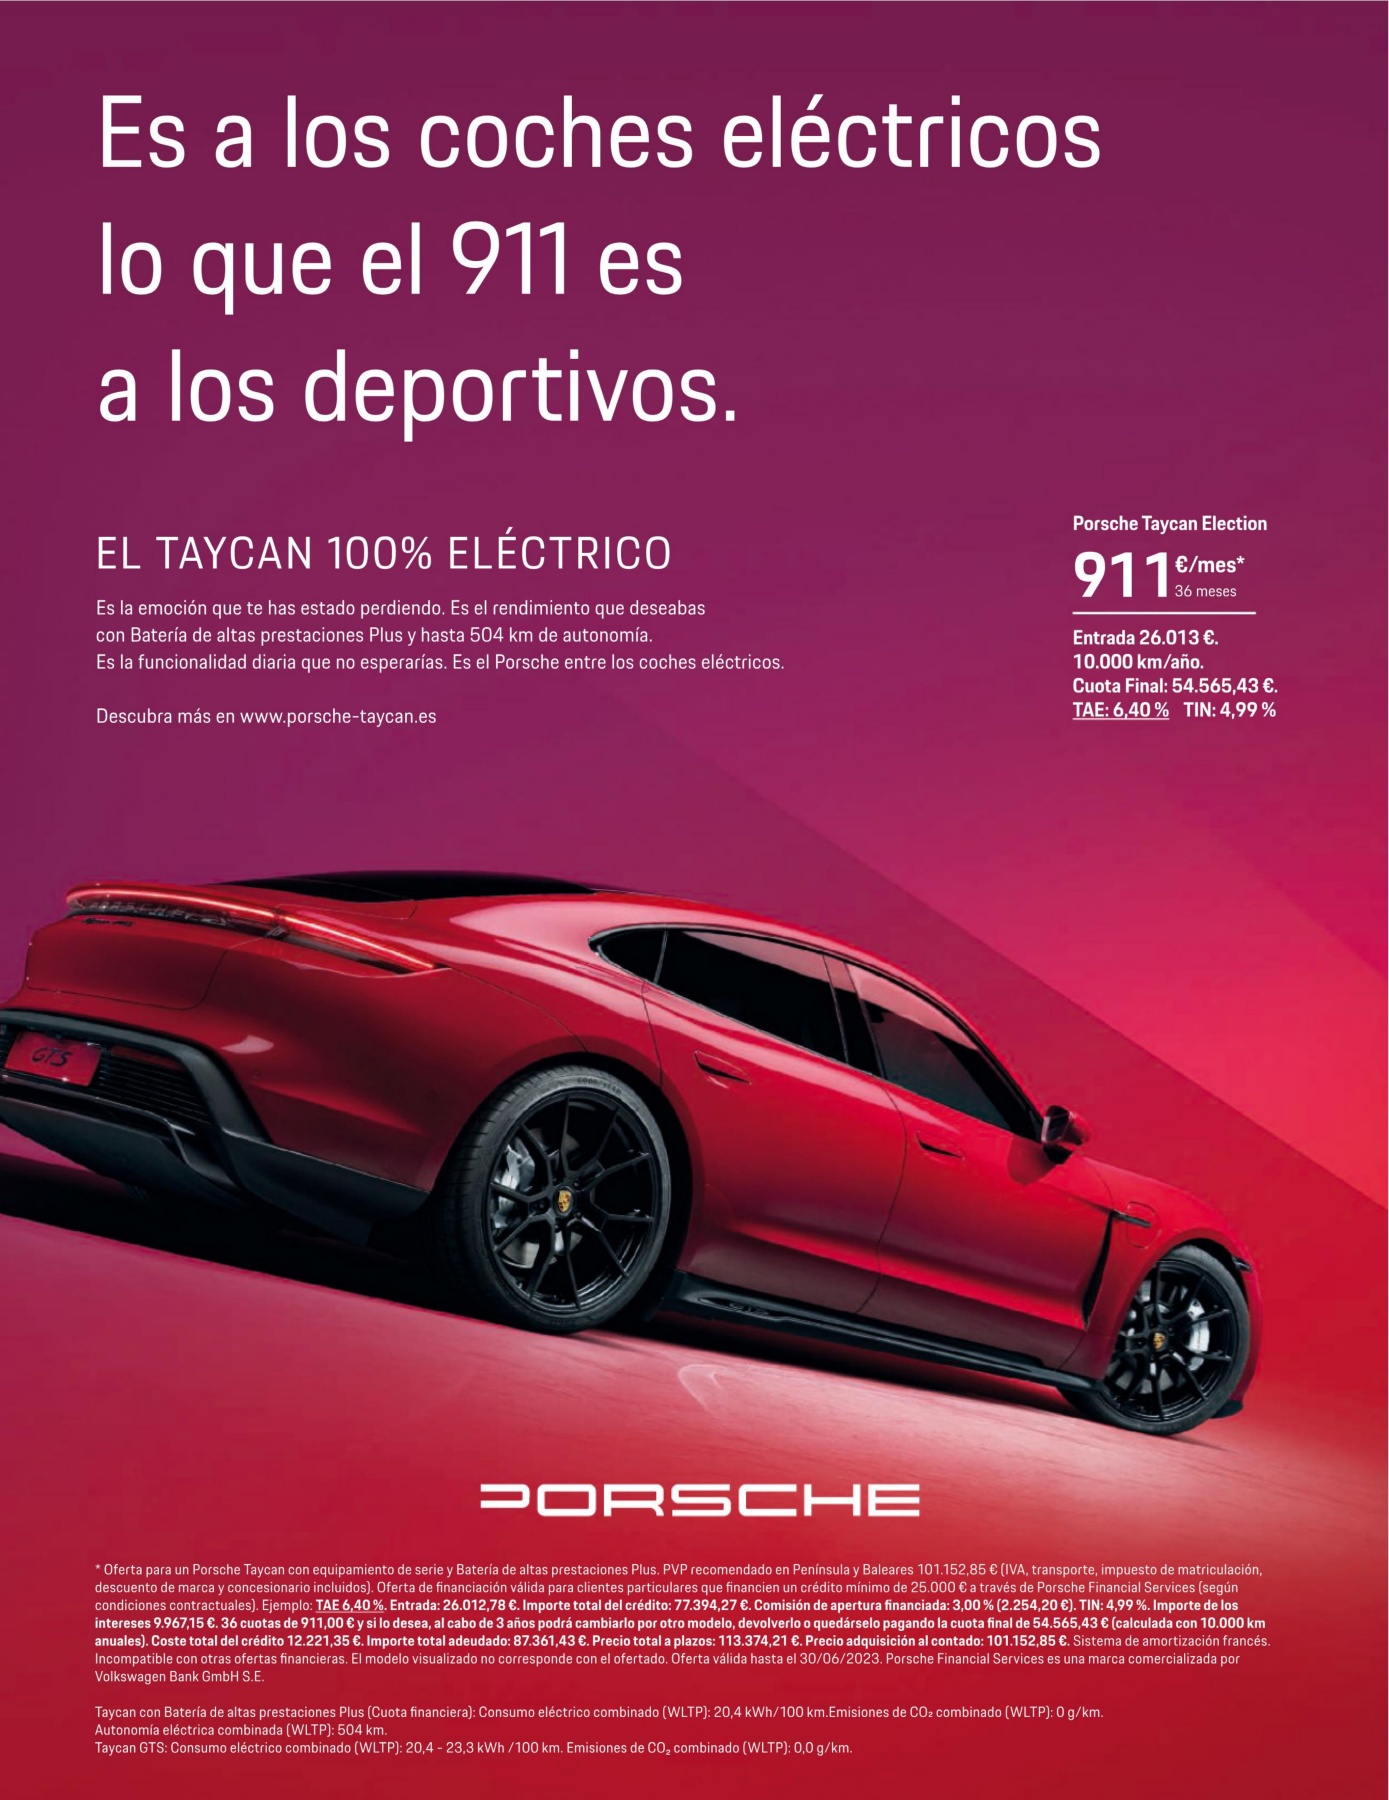 Es a los coches eléctricos
lo que el 911 es
a los deportivos.
EL TAYCAN 100% ELÉCTRICO
Es la emoción que te has estado perdiendo. Es el rendimiento que deseabas
con Batería de altas prestaciones Plus y hasta 504 km de autonomía.
Es la funcionalidad diaria que no esperarías. Es el Porsche entre los coches eléctricos.
Descubra más en www.porsche-taycan.es
Porsche Taycan Election
911 €/mes*
36 meses
Entrada 26.013 €.
10.000 km/año.
Cuota Final: 54.565,43 €.
TAE: 6,40 % TIN: 4,99 %
GTS
PORSCHE
* Oferta para un Porsche Taycan con equipamiento de serie y Batería de altas prestaciones Plus. PVP recomendado en Península y Baleares 101.152,85 € (IVA, transporte, impuesto de matriculación,
descuento de marca y concesionario incluidos). Oferta de financiación válida para clientes particulares que financien un crédito mínimo de 25.000 € a través de Porsche Financial Services (según
condiciones contractuales). Ejemplo: TAE 6,40 %. Entrada: 26.012,78 €. Importe total del crédito: 77.394,27 €. Comisión de apertura financiada: 3,00 % (2.254,20 €). TIN: 4,99 %. Importe de los
intereses 9.967,15 €. 36 cuotas de 911,00 € y si lo desea, al cabo de 3 años podrá cambiarlo por otro modelo, devolverlo o quedárselo pagando la cuota final de 54.565,43 € (calculada con 10.000 km
anuales). Coste total del crédito 12.221,35 €. Importe total adeudado: 87.361,43 €. Precio total a plazos: 113.374,21 €. Precio adquisición al contado: 101.152,85 €. Sistema de amortización francés.
Incompatible con otras ofertas financieras. El modelo visualizado no corresponde con el ofertado. Oferta válida hasta el 30/06/2023. Porsche Financial Services es una marca comercializada por
Volkswagen Bank GmbH S.E.
Taycan con Batería de altas prestaciones Plus (Cuota financiera): Consumo eléctrico combinado (WLTP): 20,4 kWh/100 km.Emisiones de CO₂ combinado (WLTP): 0 g/km.
Autonomía eléctrica combinada (WLTP): 504 km.
Taycan GTS: Consumo eléctrico combinado (WLTP): 20,4 - 23,3 kWh /100 km. Emisiones de CO₂ combinado (WLTP): 0,0 g/km.